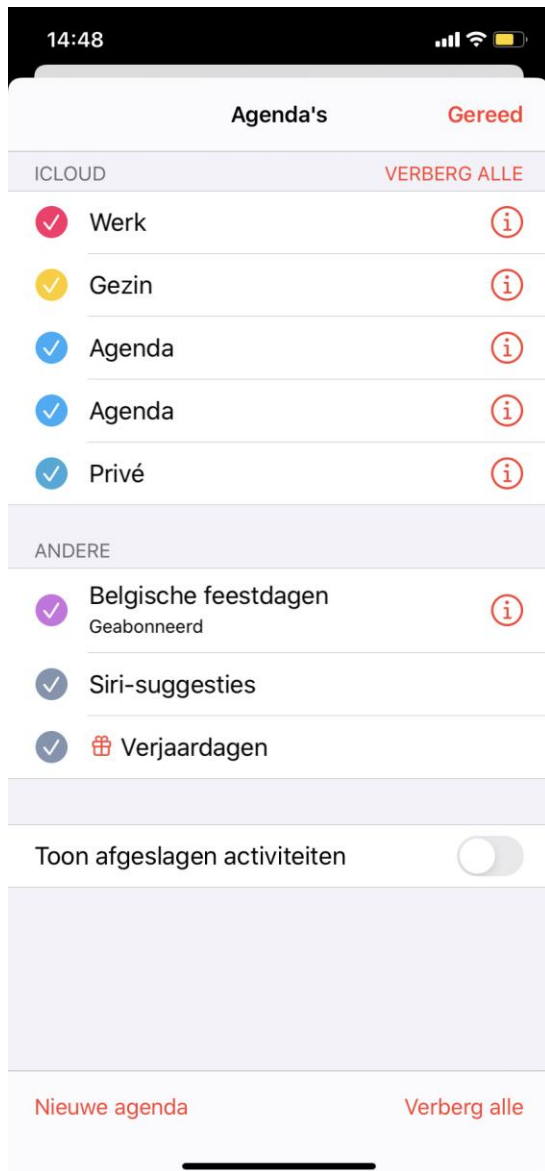 14:48
Agenda's
Gereed
ICLOUD
VERBERG ALLE
Werk
Gezin
Agenda
Agenda
Privé
ANDERE
Belgische feestdagen
Geabonneerd
Siri-suggesties
Verjaardagen
Toon afgeslagen activiteiten
Nieuwe agenda
Verberg alle